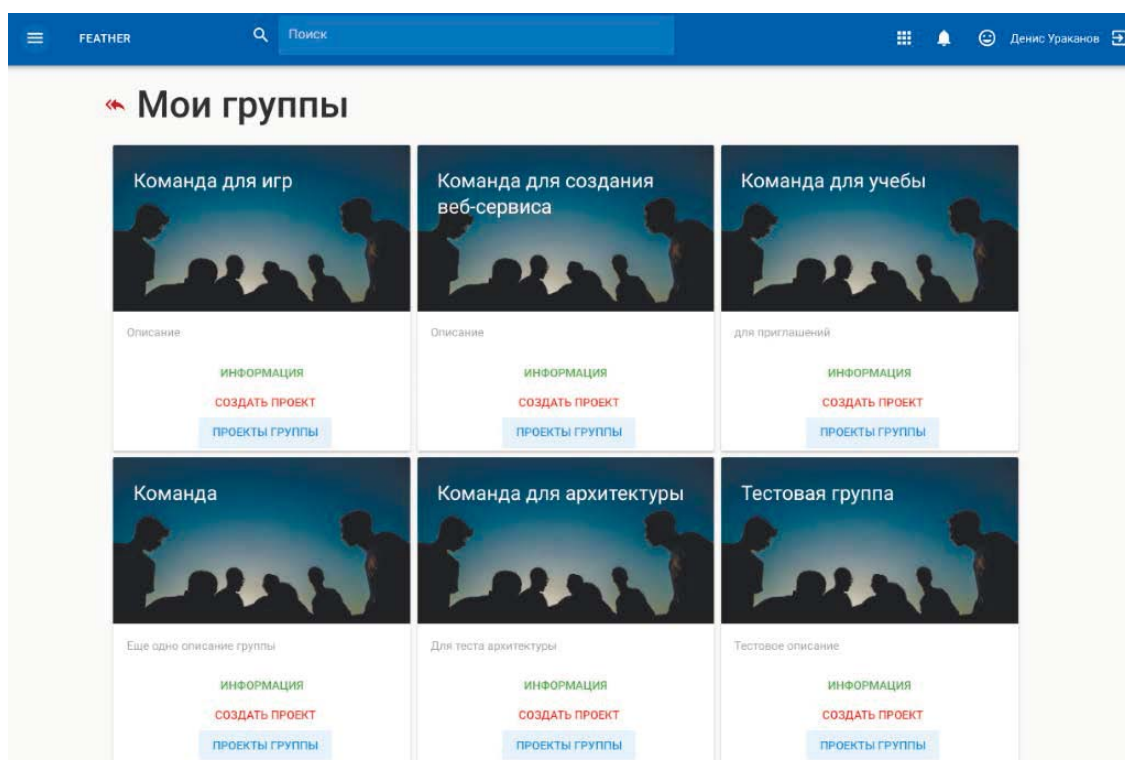 FEATHER
Поиск
Денис Ураканов
Мои группы
Команда для игр
Команда для создания
веб-сервиса
Команда для учебы
Описание
Описание
для приглашений
ИНФОРМАЦИЯ
ИНФОРМАЦИЯ
ИНФОРМАЦИЯ
СОЗДАТЬ ПРОЕКТ
СОЗДАТЬ ПРОЕКТ
СОЗДАТЬ ПРОЕКТ
ПРОЕКТЫ ГРУППЫ
ПРОЕКТЫ ГРУППЫ
ПРОЕКТЫ ГРУППЫ
Команда
Команда для архитектуры
Тестовая группа
Еще одно описание группы
Для теста архитектуры
Тестовое описание
ИНФОРМАЦИЯ
ИНФОРМАЦИЯ
ИНФОРМАЦИЯ
СОЗДАТЬ ПРОЕКТ
СОЗДАТЬ ПРОЕКТ
СОЗДАТЬ ПРОЕКТ
ПРОЕКТЫ ГРУППЫ
ПРОЕКТЫ ГРУППЫ
ПРОЕКТЫ ГРУППЫ